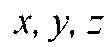 x, y, z